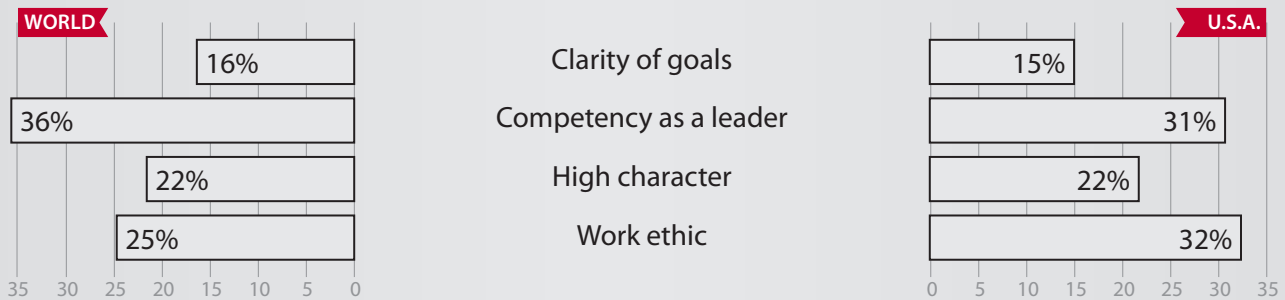 WORLD U.S.A.
16% Clarity of goals 15%
36% Competency as a leader 31%
22% High character 22%
25% Work ethic 32%
35 30 25 20 15 10 5 0 0 5 10 15 20 25 30 35